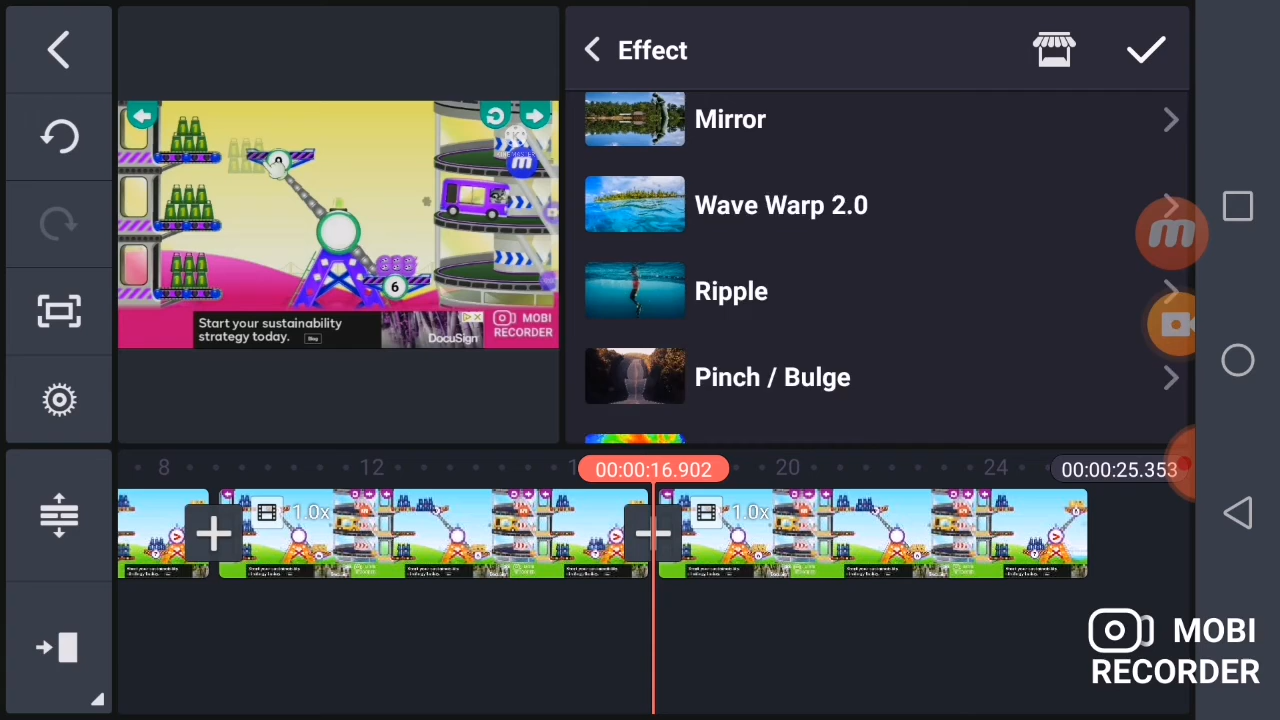 Effect
Mirror
Wave Warp 2.0
Ripple
Pinch / Bulge
6
Start your sustainability
strategy today.
DocuSign
MOBI
RECORDER
8
12
00:00:16.902
20
24
00:00:25.353
1.0x
1.0x
MOBI
RECORDER